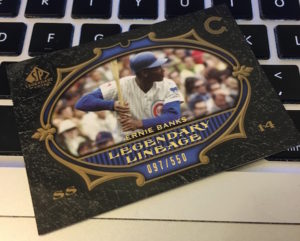 C
ERNIE BANKS
LEGENDARY
LINEAGE
097/550
SS
14